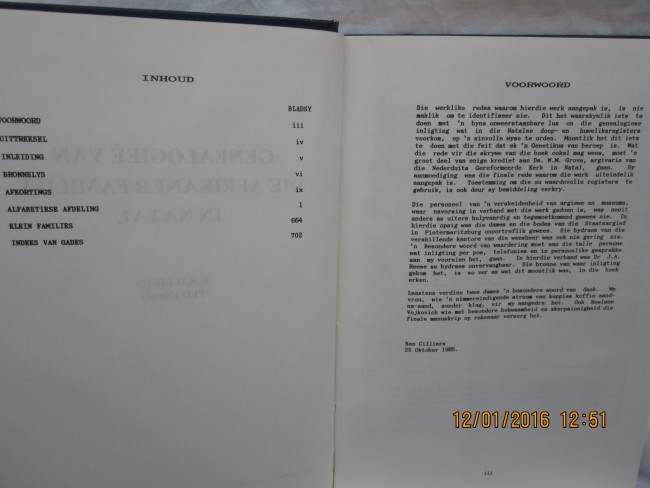 INHOUD
BLADSY
VOORWOORD iii
UITTREKSEL iv
INLEIDING v
BRONNELYS vi
AFKORTINGS ix
ALFABETIESE AFDELING 1
KLEIN FAMILIES 664
INDEKS VAN GADES 702
VOORWOORD
Die werklike redes waarom hierdie werk aangepak is, is nie
maklik om te identifiseer nie. Dit het waarskynlik iets te
doen met 'n byna onweerstaanbare lus om die genealogiese
inligting wat in die Natalse doop- en huweliksregisters
voorkom, op 'n sinvolle wyse te orden. Moontlik het dit iets
te doen met die feit dat ek 'n Genetikus van beroep is. Wat
die rede vir die skrywe van die boek ookal mag wees, moet 'n
groot deel van enige krediet aan Ds. W.M. Grove, argivaris van
die Nederduits Gereformeerde Kerk in Natal, gaan. Sy
aanmoediging was die finale rede waarom die werk uiteindelik
aangepak is. Toestemming om die so waardevolle registers te
gebruik, is ook deur sy bemiddeling verkry.
Die personeel van 'n verskeidenheid van argiewe en museums,
waar navorsing in verband met die werk gedoen is, was nooit
anders as uiters hulpvaardig en tegemoetkomend gewees nie. In
hierdie opsig was die dames en die bodes van die Staatsargief
in Pietermaritzburg onoortreflik gewees. Die bydraes van die
verskillende kantore van die weesheer was ook nie gering nie.
'n Besondere woord van waardering moet aan die talle persone
wat inligting per pos, telefonies en in persoonlike gesprekke
aan my voorsien het, gaan. In hierdie verband was Dr J.A.
Heese se bydraes onvervangbaar. Die bronne van waar inligting
gekom het, is so ver as wat dit moontlik was, in die boek
erken.
Laastens verdien twee dames 'n besondere woord van dank. My
vrou, wie 'n nimmereindigende stroom van koppies koffie aand-
na-aand, sonder klag, vir my aangedra het. Ook Noeleen
Vojkovich wie met besondere bekwaamheid en skerpsinnigheid die
finale manuskrip op rekenaar verwerk het.
Ben Cilliers
25 Oktober 1985.
iii
12/01/2016 12:51